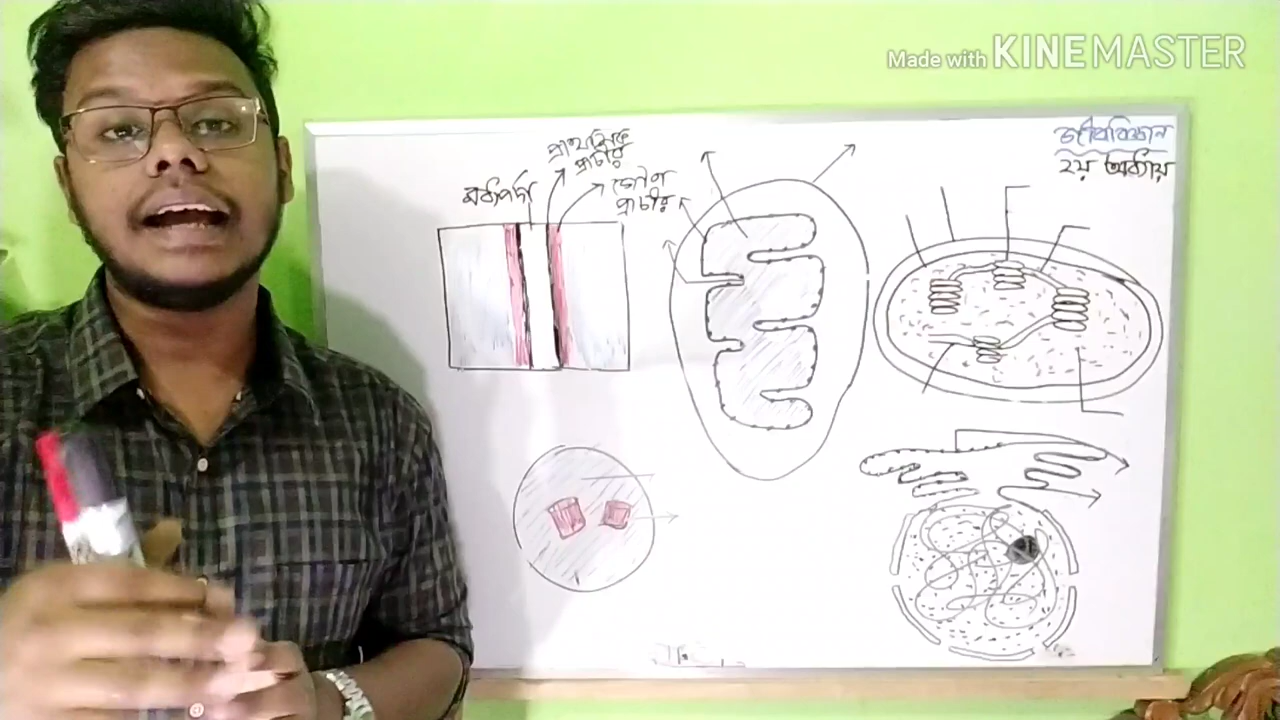 Made with KINEMASTER
জীববিজ্ঞান
২য় অধ্যায়
প্রাথমিক
প্রাচীর
মধ্যপর্দা
গৌণ
প্রাচীর